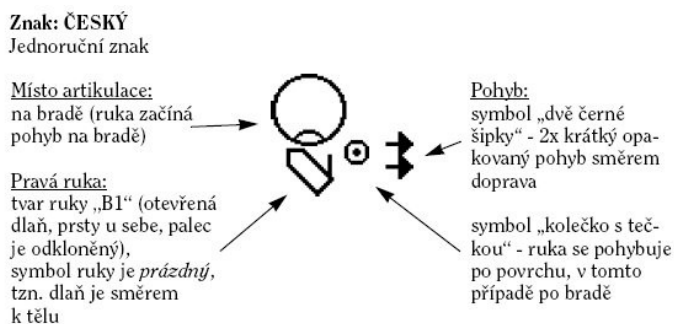 Znak: ČESKÝ
Jednoruční znak
Místo artikulace:
na bradě (ruka začíná
pohyb na bradě)
Pravá ruka:
tvar ruky „B1“ (otevřená
dlaň, prsty u sebe, palec
je odkloněný),
symbol ruky je prázdný,
tzn. dlaň je směrem
k tělu
Pohyb:
symbol „dvě černé
šipky“ - 2x krátký opa-
kovaný pohyb směrem
doprava
symbol „kolečko s teč-
kou“ - ruka se pohybuje
po povrchu, v tomto
případě po bradě